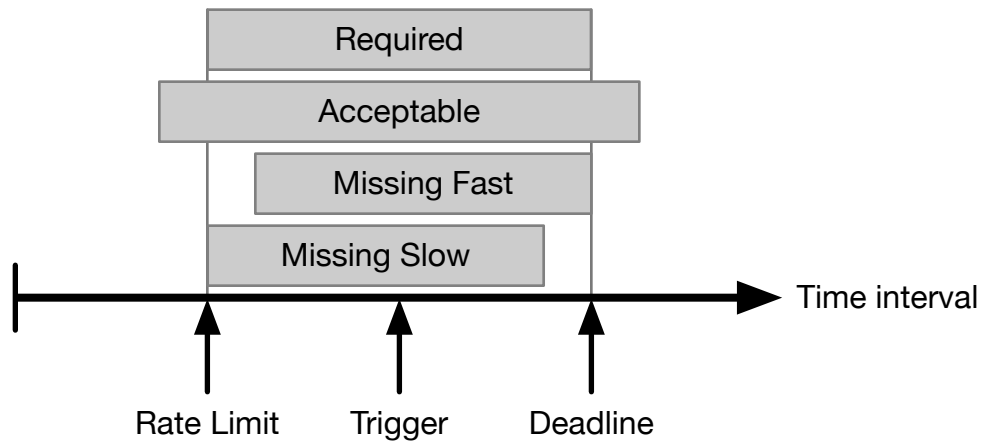 Required
Acceptable
Missing Fast
Missing Slow
Time interval
Rate Limit
Trigger
Deadline